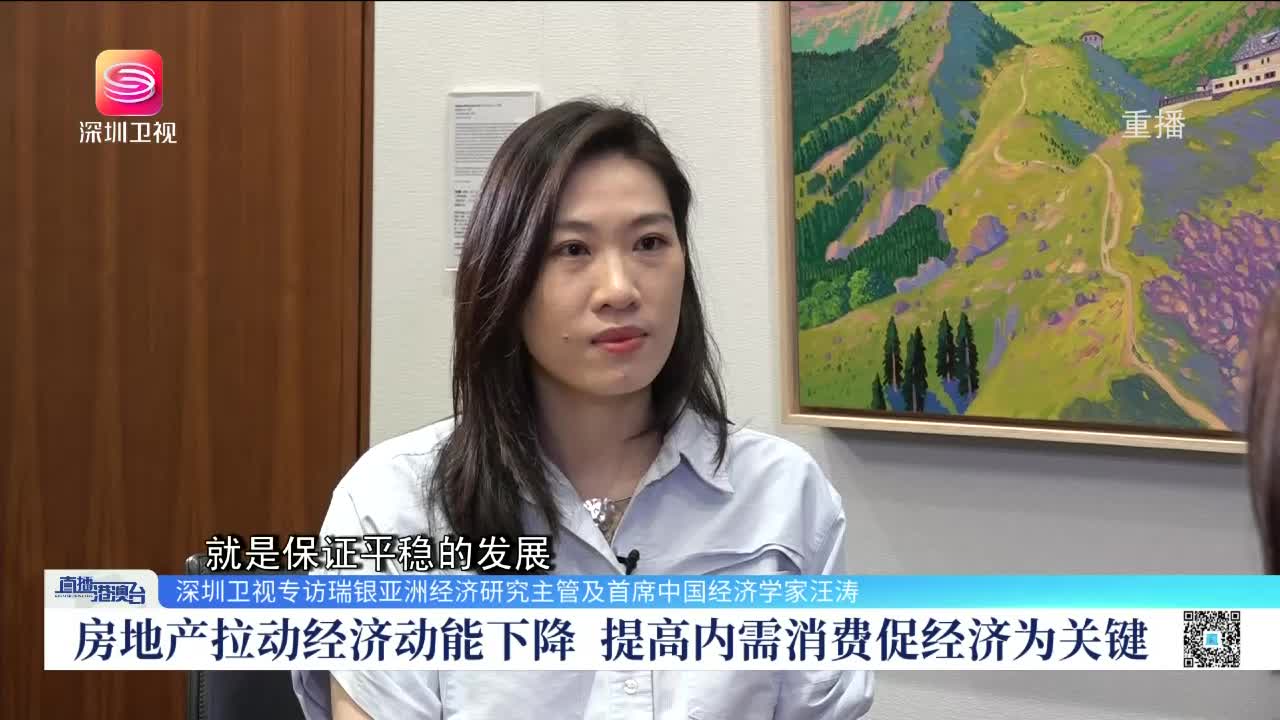 深圳卫视
重播
就是保证平稳的发展
直播港澳台
深圳卫视专访瑞银亚洲经济研究主管及首席中国经济学家汪涛
房地产拉动经济动能下降 提高内需消费促经济为关键